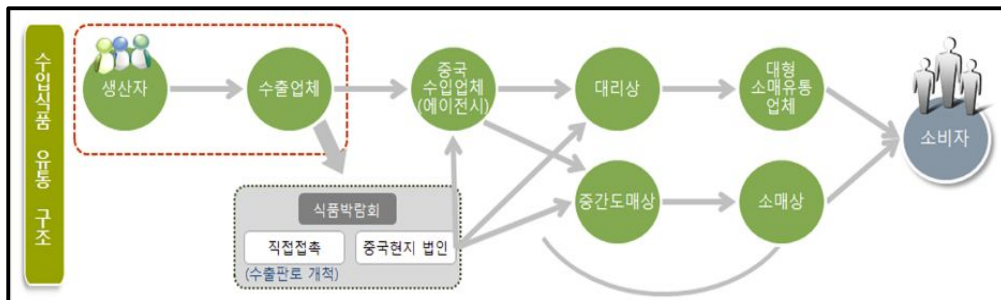 수입식품 유통 구조
생산자
수출업체
중국
수입업체
(에이전시)
대리상
대형
소매유통
업체
소비자
중간도매상
소매상
식품박람회
직접접촉
중국현지 법인
(수출판로 개척)